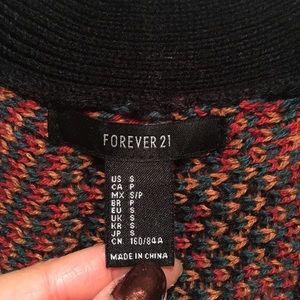 FOREVER 21
US S
CA P
MX S/P
BR P
EU S
UK S
KR S
JP S
CN 160/84A
MADE IN CHINA